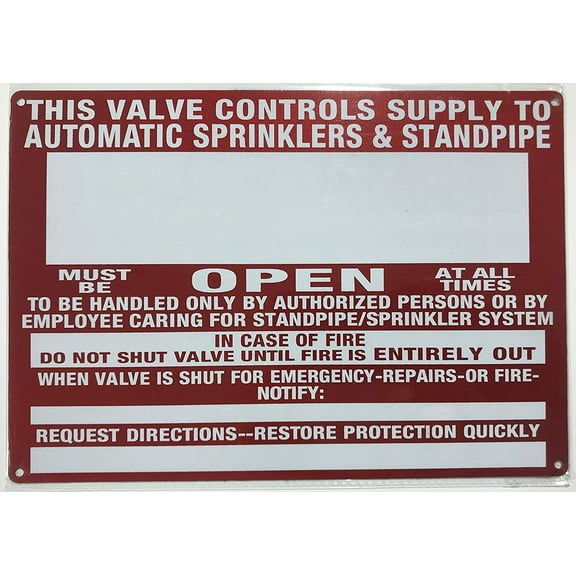 THIS VALVE CONTROLS SUPPLY TO
AUTOMATIC SPRINKLERS & STANDPIPE
MUST BE OPEN AT ALL TIMES
TO BE HANDLED ONLY BY AUTHORIZED PERSONS OR BY
EMPLOYEE CARING FOR STANDPIPE/SPRINKLER SYSTEM
IN CASE OF FIRE
DO NOT SHUT VALVE UNTIL FIRE IS ENTIRELY OUT
WHEN VALVE IS SHUT FOR EMERGENCY-REPAIRS-OR FIRE-
NOTIFY:
REQUEST DIRECTIONS--RESTORE PROTECTION QUICKLY